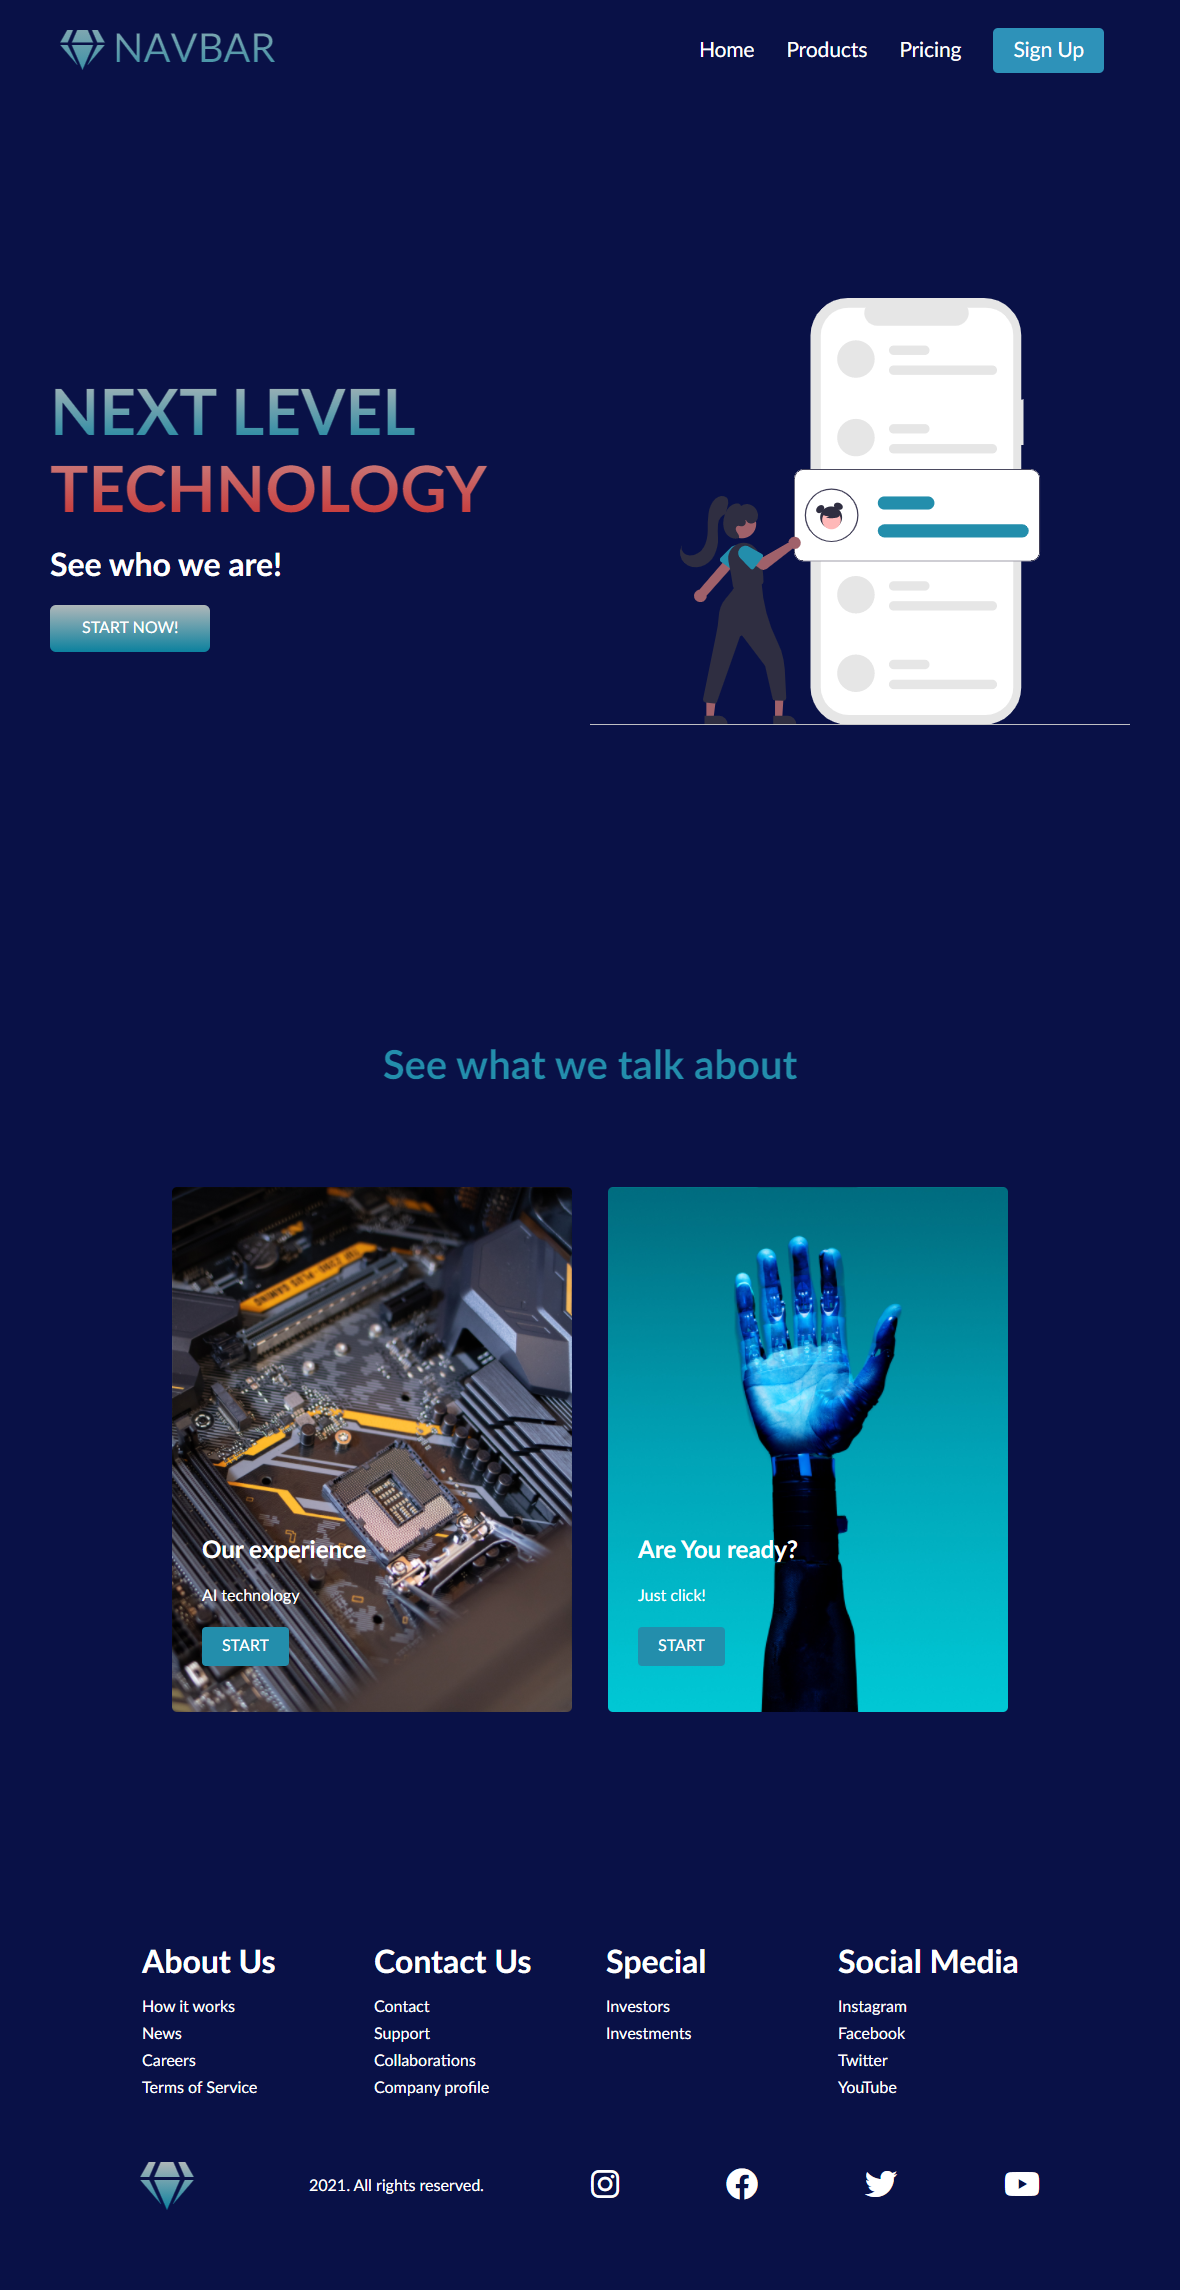 NAVBAR
Home
Products
Pricing
Sign Up
NEXT LEVEL
TECHNOLOGY
See who we are!
START NOW!
See what we talk about
Our experience
AI technology
START
Are You ready?
Just click!
START
About Us
How it works
News
Careers
Terms of Service
Contact Us
Contact
Support
Collaborations
Company profile
Special
Investors
Investments
Social Media
Instagram
Facebook
Twitter
YouTube
2021. All rights reserved.